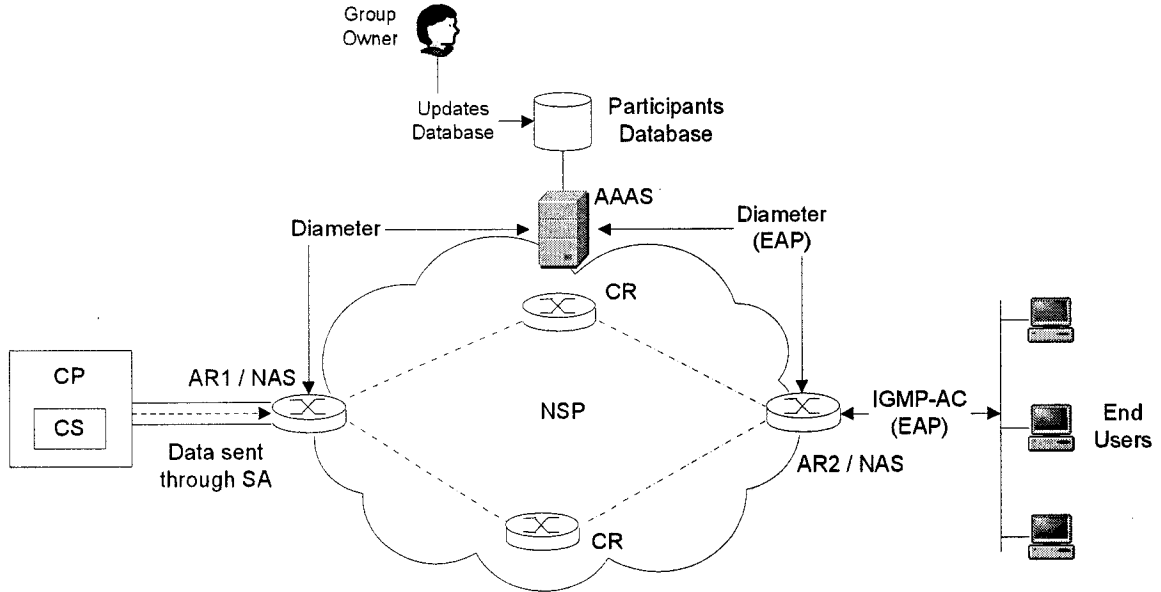 Group
Owner
Updates
Database
Participants
Database
AAAS
Diameter
Diameter
(EAP)
CR
CP
CS
AR1 / NAS
Data sent
through SA
NSP
IGMP-AC
(EAP)
AR2 / NAS
End
Users
CR